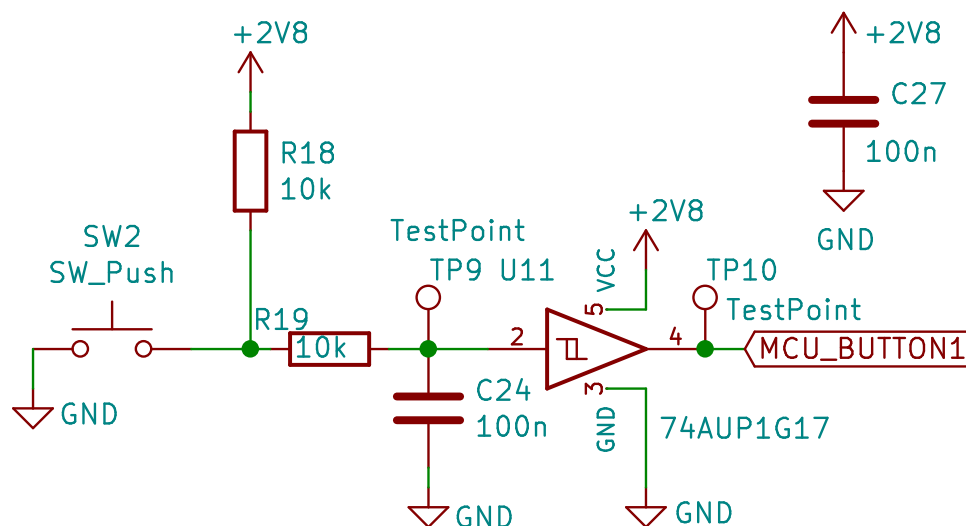 +2V8
+2V8
C27
100n
GND
R18
10k
SW2
SW_Push
TestPoint
TP9
U11
+2V8
VCC
5
TP10
TestPoint
R19
10k
2
4
MCU_BUTTON1
GND
C24
100n
3
GND
74AUP1G17
GND
GND